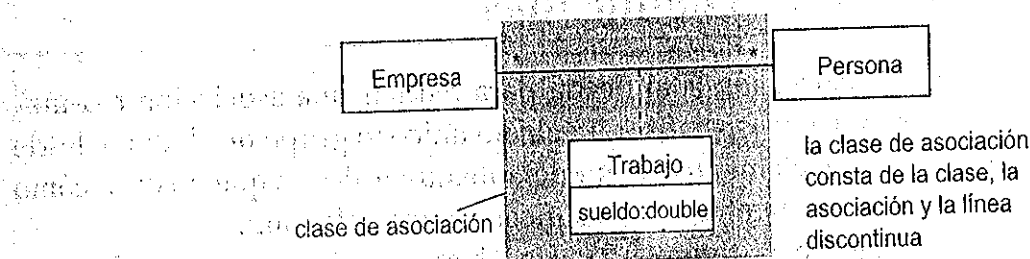 *
*
Empresa
Persona
Trabajo
sueldo:double
clase de asociación
la clase de asociación
consta de la clase, la
asociación y la línea
discontinua